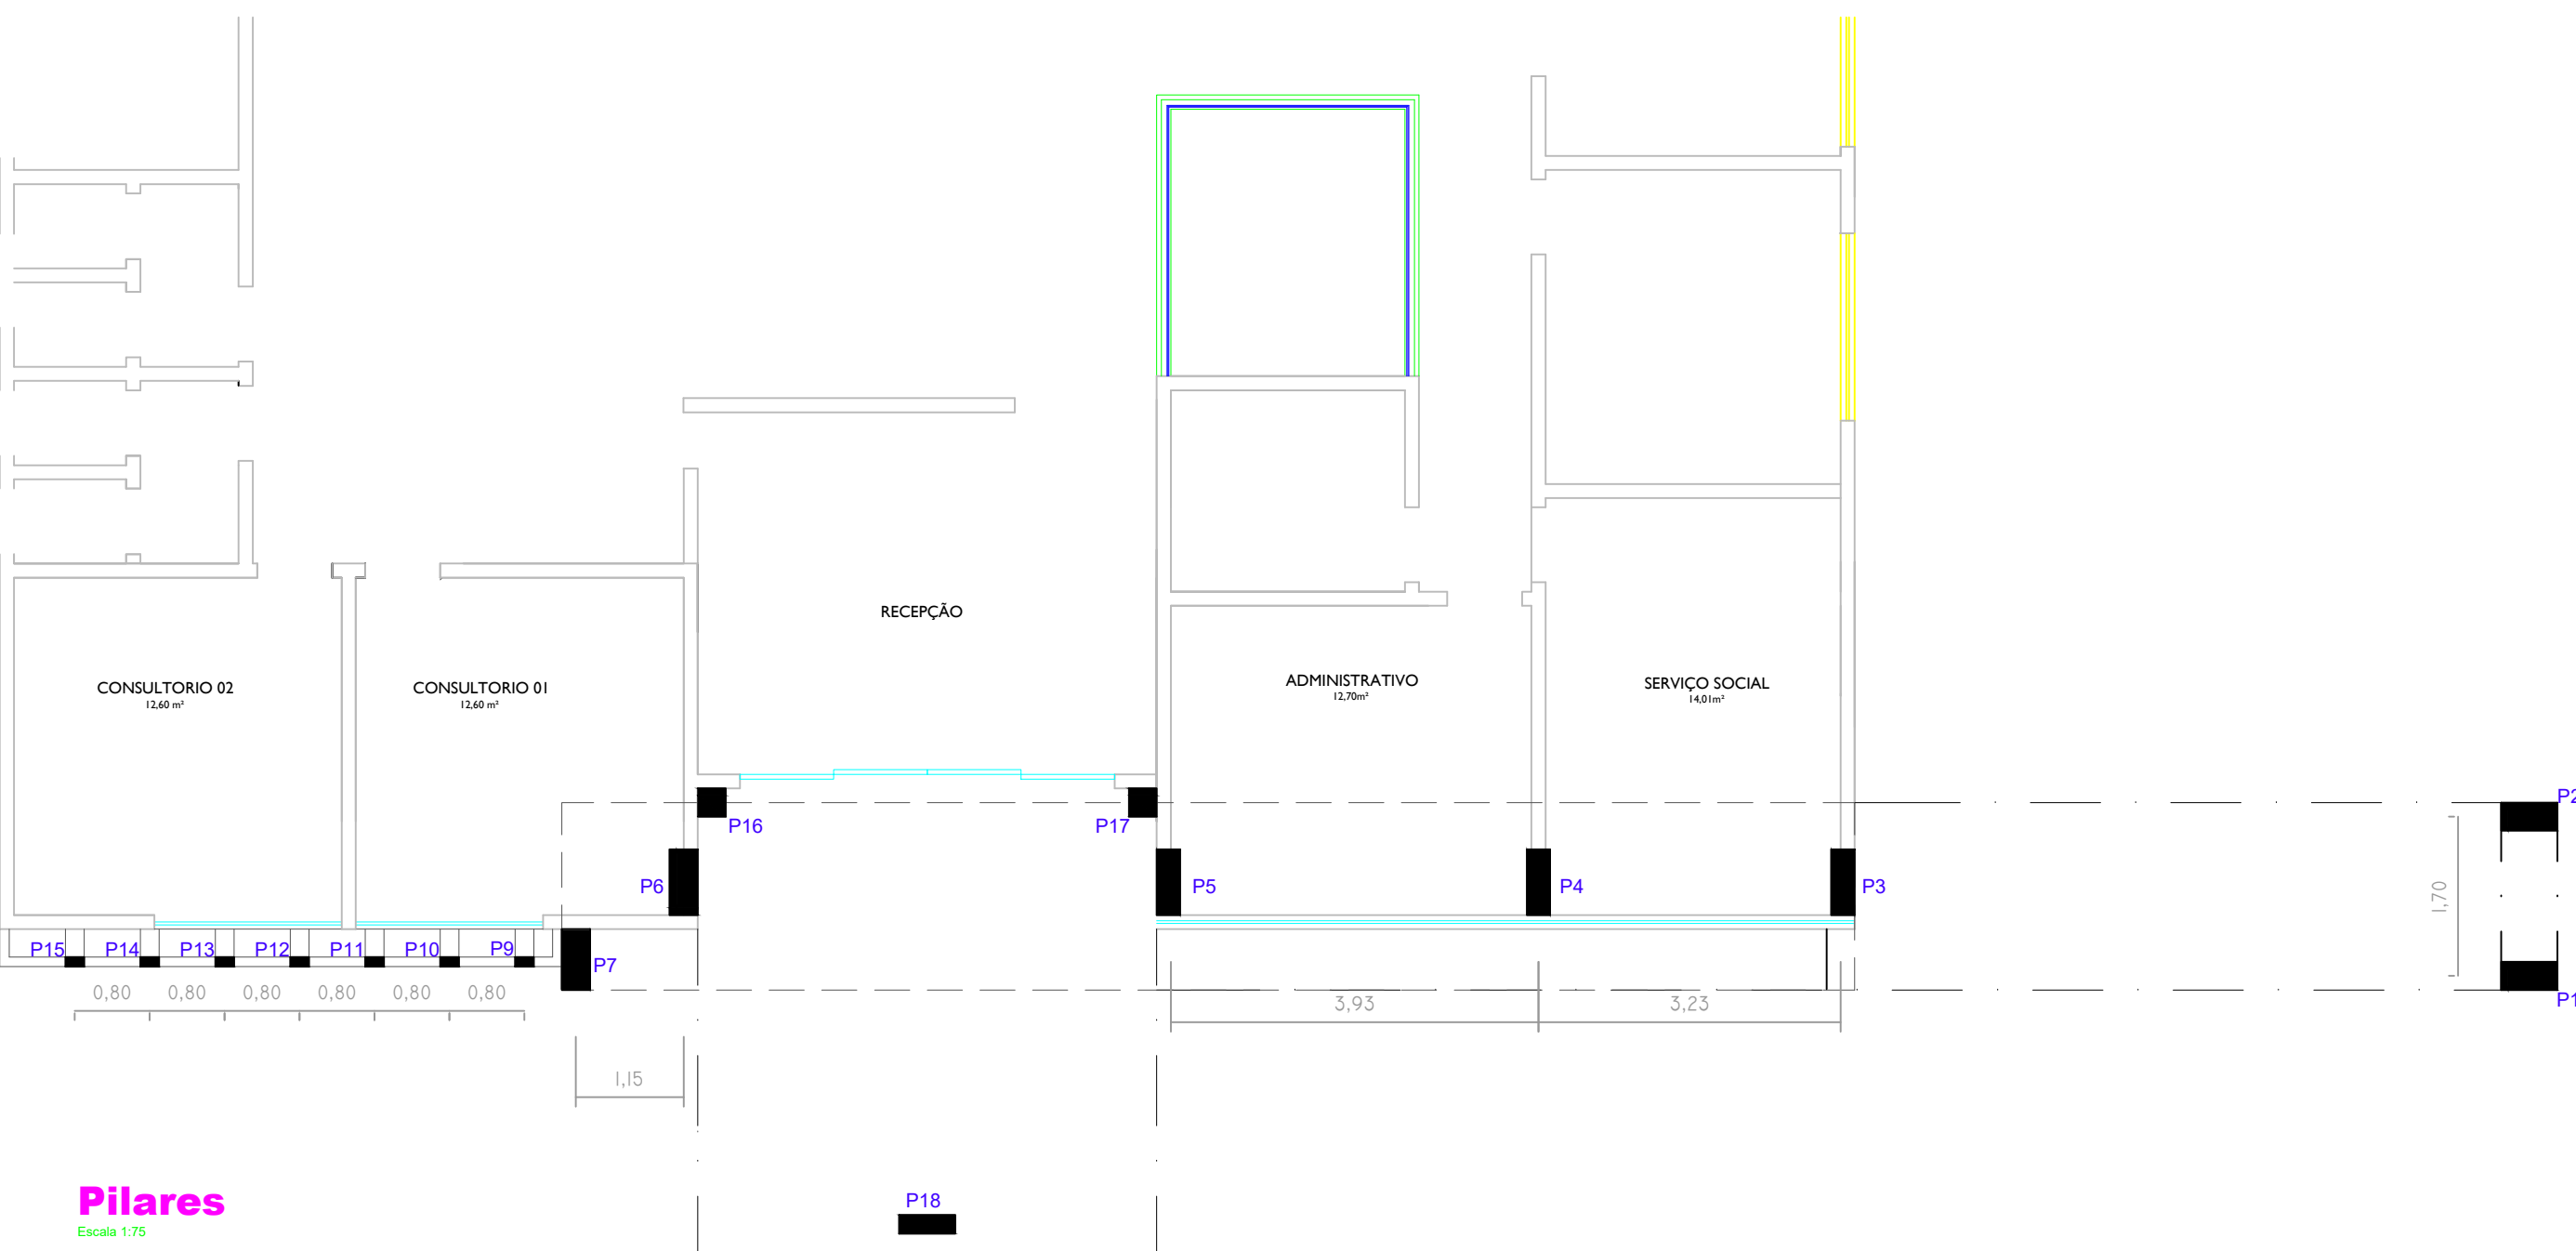 RECEPÇÃO
CONSULTORIO 02
12,60 m²
CONSULTORIO 01
12,60 m²
ADMINISTRATIVO
12,70m²
SERVIÇO SOCIAL
14,01m²
P16
P17
P2
P6
P5
P4
P3
1,70
P15
P14
P13
P12
P11
P10
P9
P7
0,80
0,80
0,80
0,80
0,80
0,80
3,93
3,23
P1
1,15
P18
Pilares
Escala 1:75